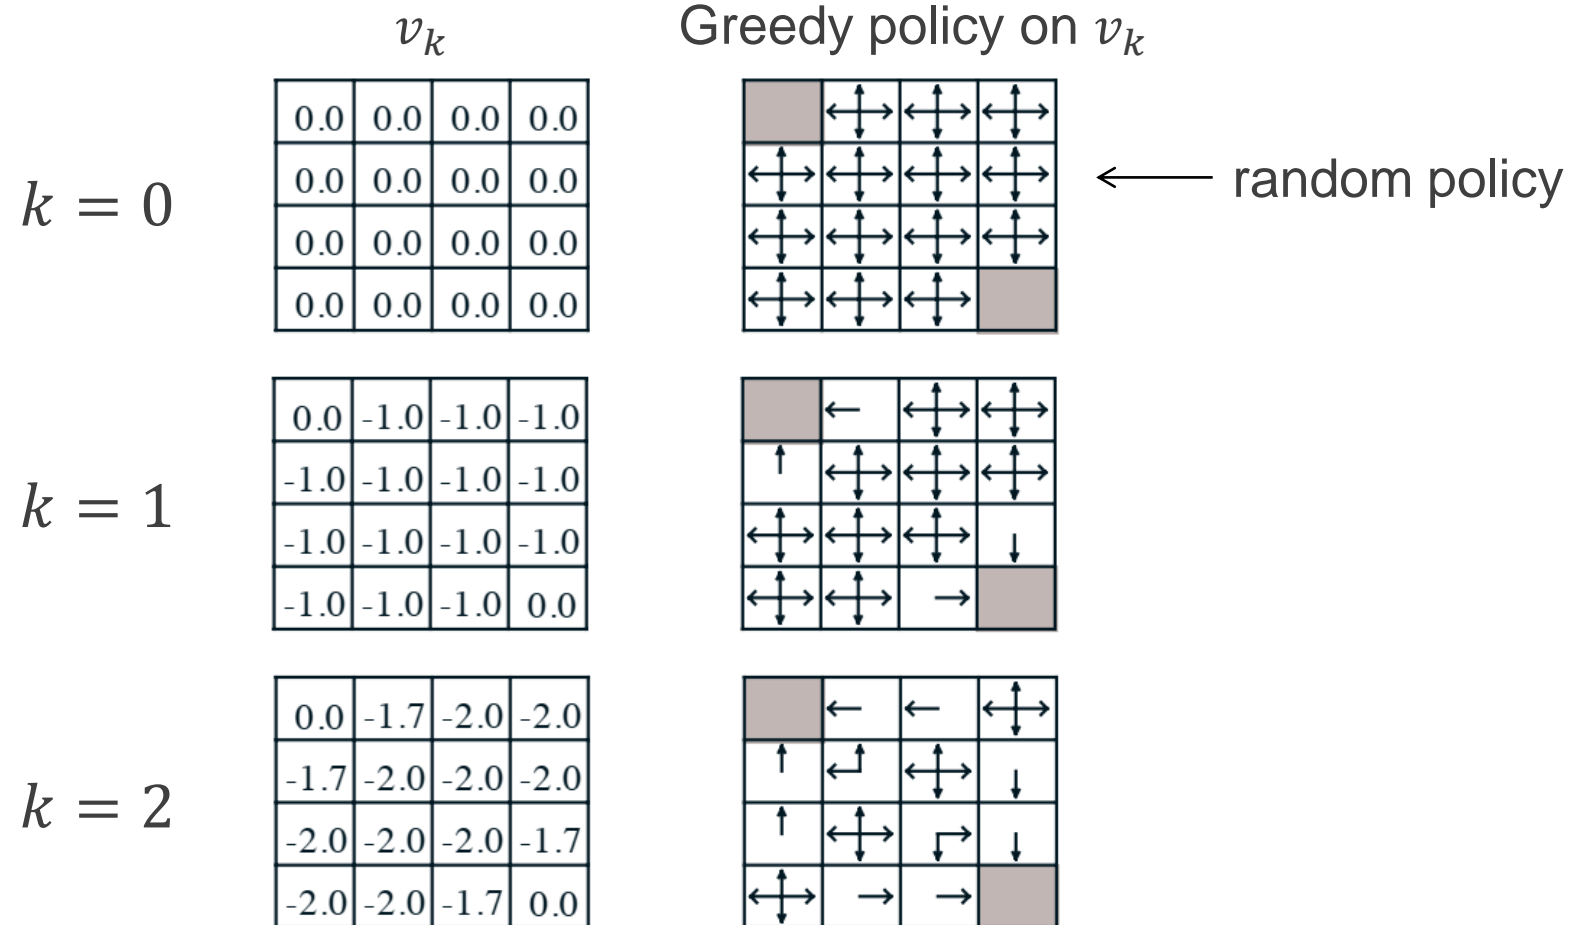 v_k Greedy policy on v_k
0.0 0.0 0.0 0.0
0.0 0.0 0.0 0.0
k = 0 random policy
0.0 0.0 0.0 0.0
0.0 0.0 0.0 0.0
0.0 -1.0 -1.0 -1.0
-1.0 -1.0 -1.0 -1.0
k = 1
-1.0 -1.0 -1.0 -1.0
-1.0 -1.0 -1.0 0.0
0.0 -1.7 -2.0 -2.0
-1.7 -2.0 -2.0 -2.0
k = 2
-2.0 -2.0 -2.0 -1.7
-2.0 -2.0 -1.7 0.0